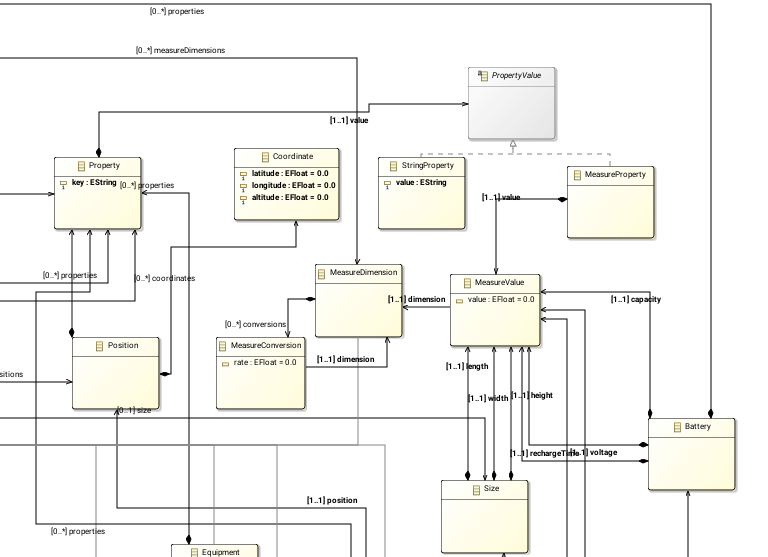 [0..*] properties
[0..*] measureDimensions
PropertyValue
[1..1] value
Property
key : EString
[0..*] properties
Coordinate
latitude : EFloat = 0.0
longitude : EFloat = 0.0
altitude : EFloat = 0.0
StringProperty
value : EString
MeasureProperty
[1..1] value
[0..*] properties
[0..*] coordinates
MeasureDimension
MeasureValue
value : EFloat = 0.0
[1..1] dimension
[1..1] capacity
[0..*] conversions
Position
MeasureConversion
rate : EFloat = 0.0
[1..1] dimension
[1..1] length
sitions
[1..1] width
[1..1] height
[0..1] size
Battery
[1..1] rechargeTime
[1..1] voltage
Size
[1..1] position
[0..*] properties
Equipment